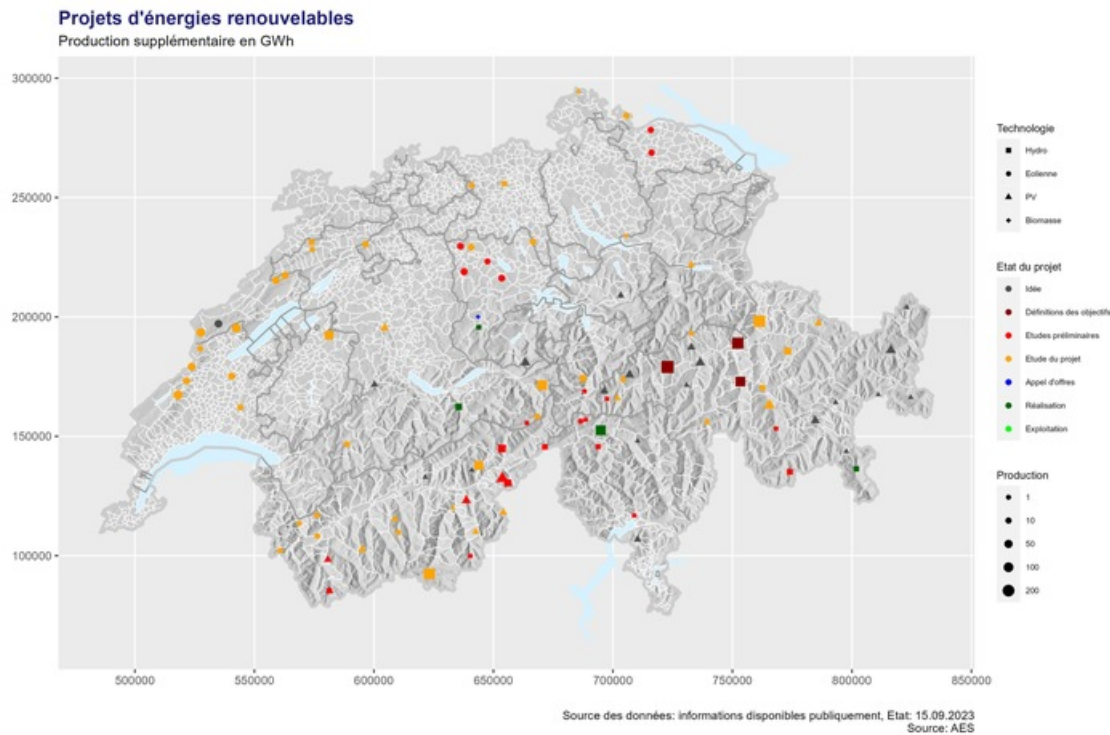 Projets d'énergies renouvelables
Production supplémentaire en GWh
300000
250000
200000
150000
100000
500000
550000
600000
650000
700000
750000
800000
850000
Technologie
Hydro
Eolienne
PV
Biomasse
Etat du projet
Idée
Définitions des objectifs
Etudes préliminaires
Etude du projet
Appel d'offres
Réalisation
Exploitation
Production
1
10
50
100
200
Source des données: informations disponibles publiquement, Etat: 15.09.2023
Source: AES